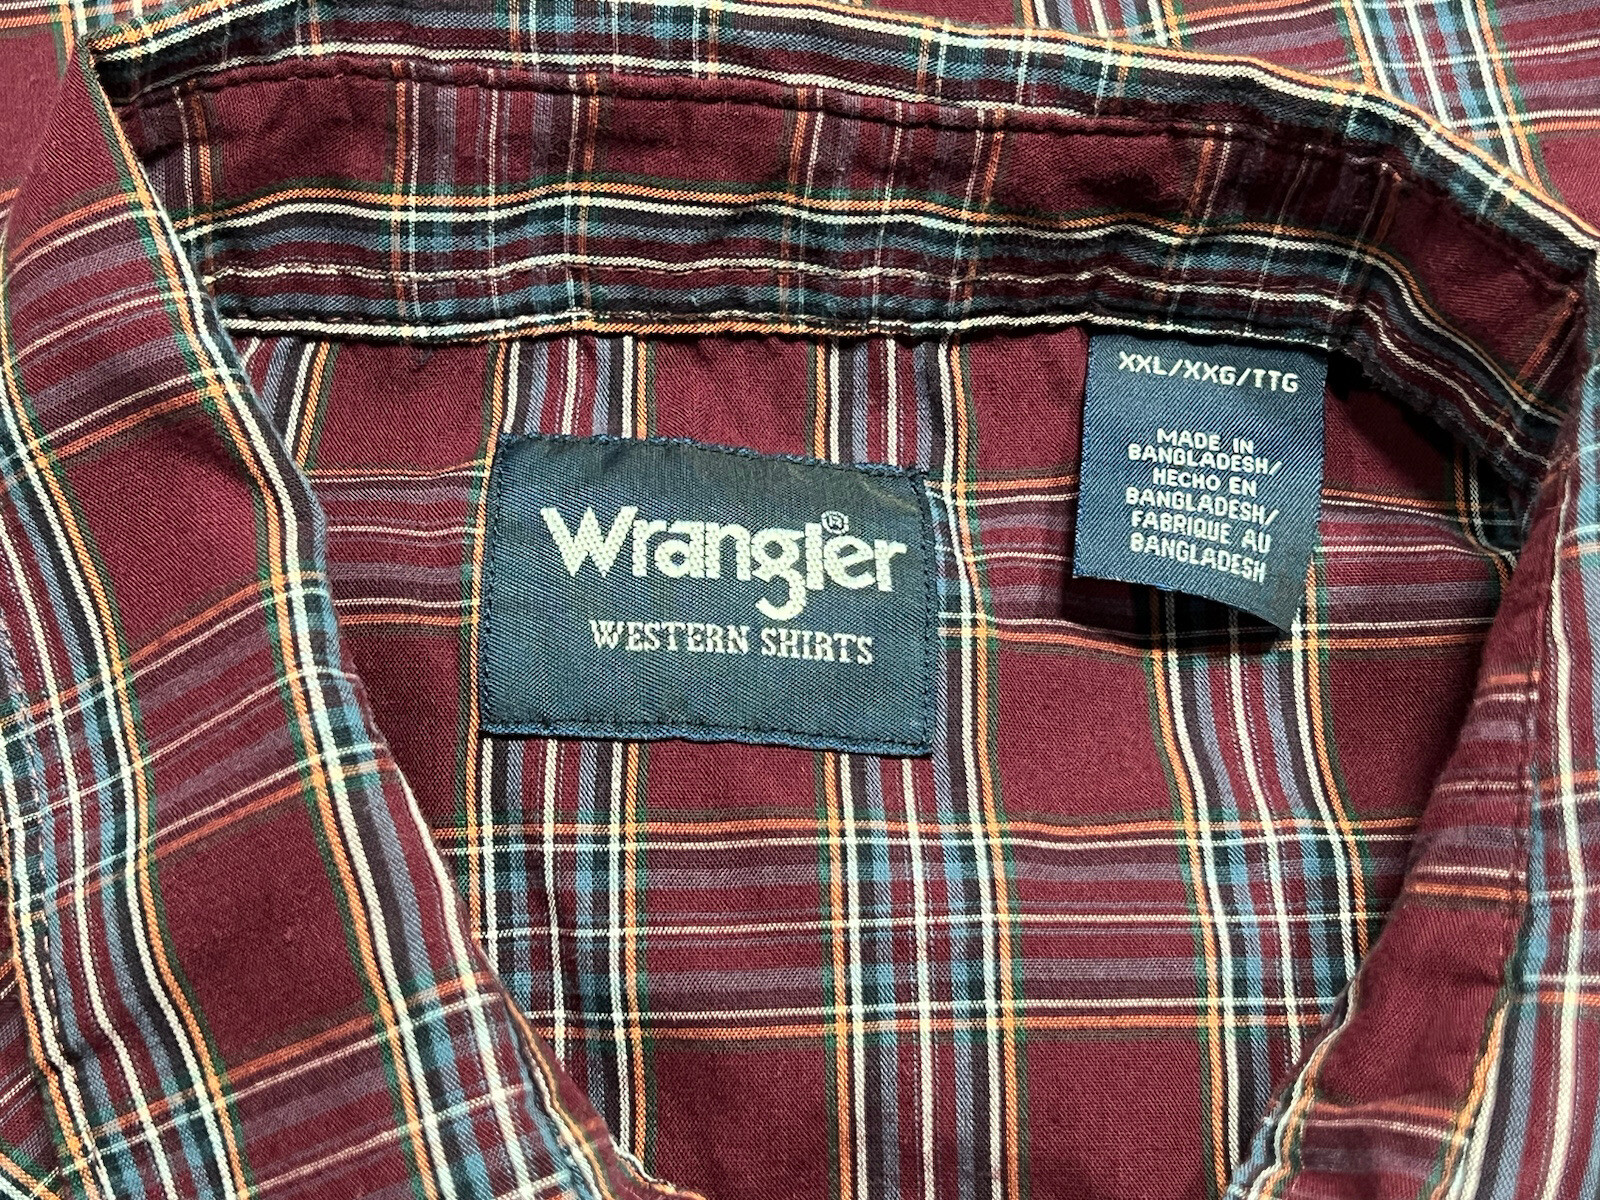 Wrangler®
WESTERN SHIRTS
XXL/XXG/TTG
MADE IN
BANGLADESH/
HECHO EN
BANGLADESH/
FABRIQUE AU
BANGLADESH